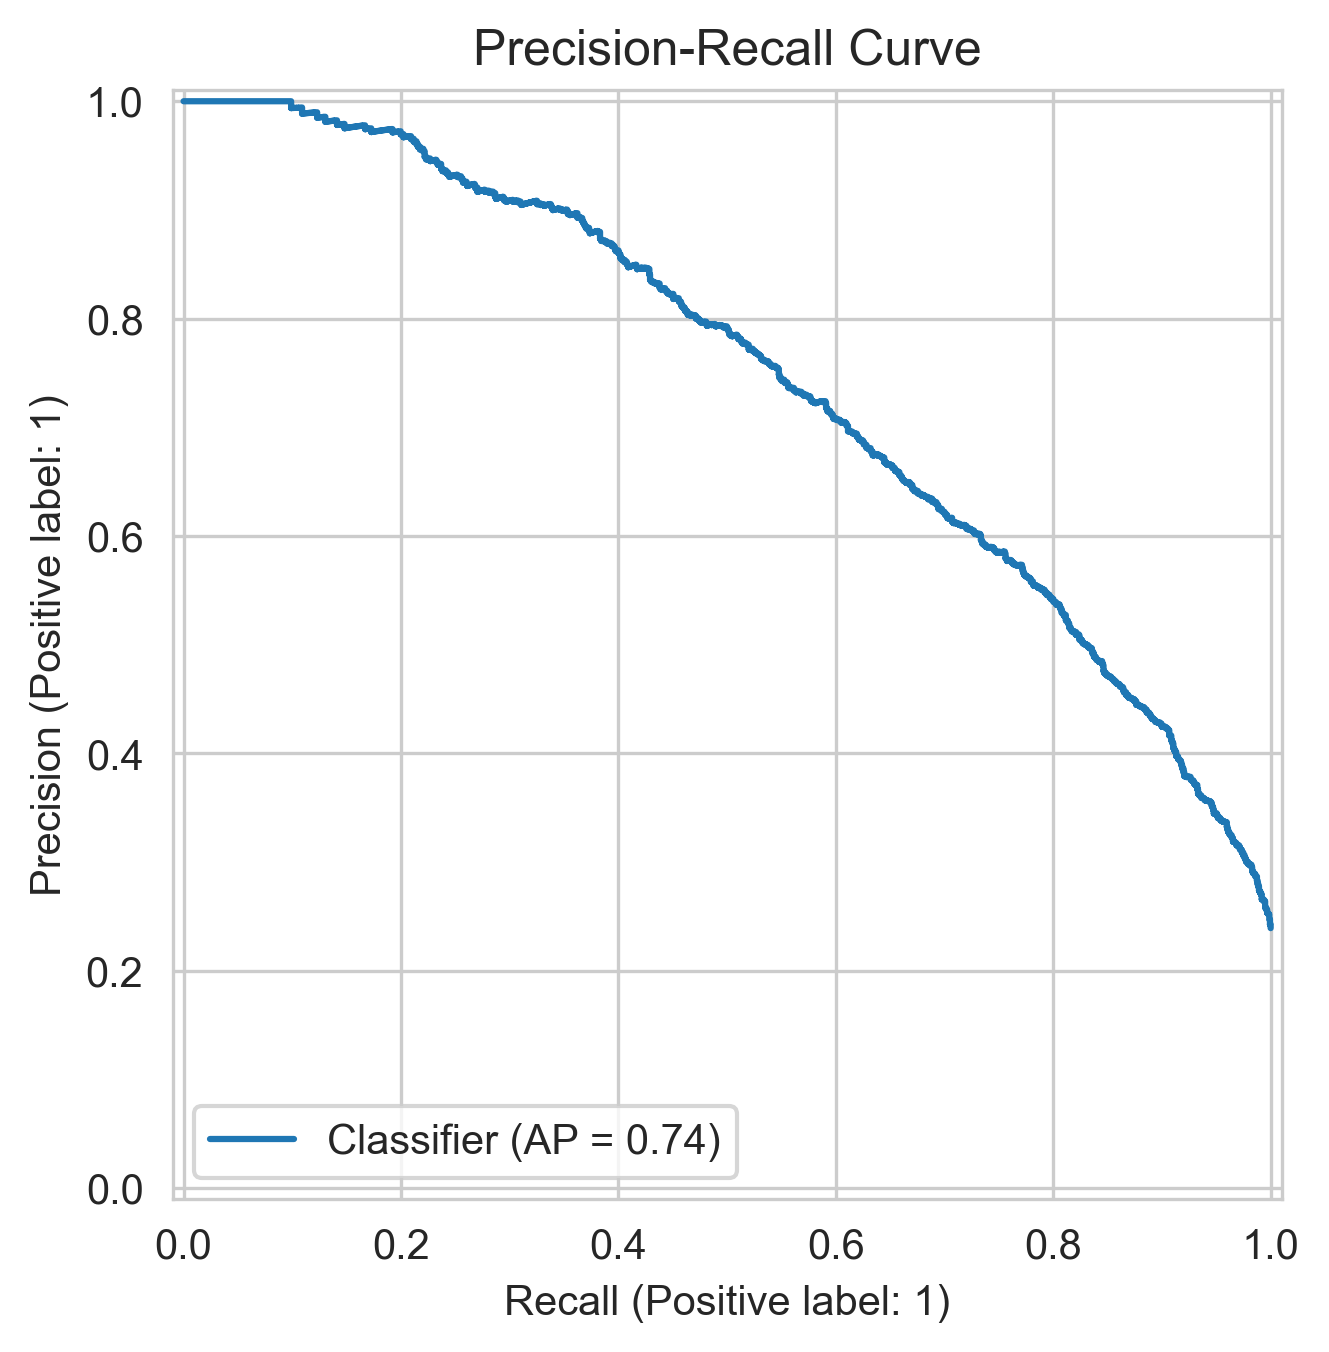 Precision-Recall Curve
1.0
0.8
0.6
0.4
0.2
0.0
Precision (Positive label: 1)
Classifier (AP = 0.74)
0.0 0.2 0.4 0.6 0.8 1.0
Recall (Positive label: 1)